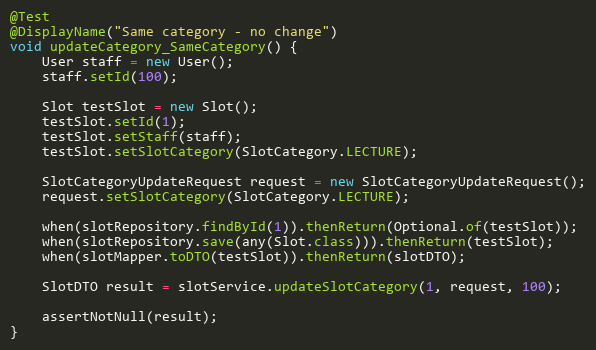 @Test
@DisplayName("Same category - no change")
void updateCategory_SameCategory() {
    User staff = new User();
    staff.setId(100);

    Slot testSlot = new Slot();
    testSlot.setId(1);
    testSlot.setStaff(staff);
    testSlot.setSlotCategory(SlotCategory.LECTURE);

    SlotCategoryUpdateRequest request = new SlotCategoryUpdateRequest();
    request.setSlotCategory(SlotCategory.LECTURE);

    when(slotRepository.findById(1)).thenReturn(Optional.of(testSlot));
    when(slotRepository.save(any(Slot.class))).thenReturn(testSlot);
    when(slotMapper.toDTO(testSlot)).thenReturn(slotDTO);

    SlotDTO result = slotService.updateSlotCategory(1, request, 100);

    assertNotNull(result);
}